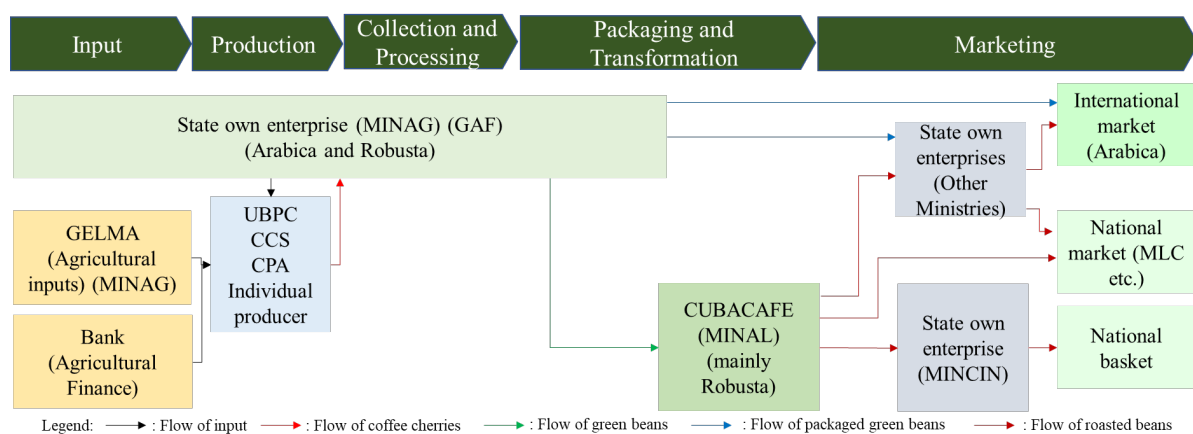 Input
Production
Collection and
Processing
Packaging and
Transformation
Marketing
State own enterprise (MINAG) (GAF)
(Arabica and Robusta)
International
market
(Arabica)
State own
enterprises
(Other
Ministries)
UBPC
CCS
CPA
Individual
producer
GELMA
(Agricultural
inputs) (MINAG)
National
market (MLC
etc.)
Bank
(Agricultural
Finance)
CUBACAFE
(MINAL)
(mainly
Robusta)
State own
enterprise
(MINCIN)
National
basket
Legend: : Flow of input : Flow of coffee cherries : Flow of green beans : Flow of packaged green beans : Flow of roasted beans